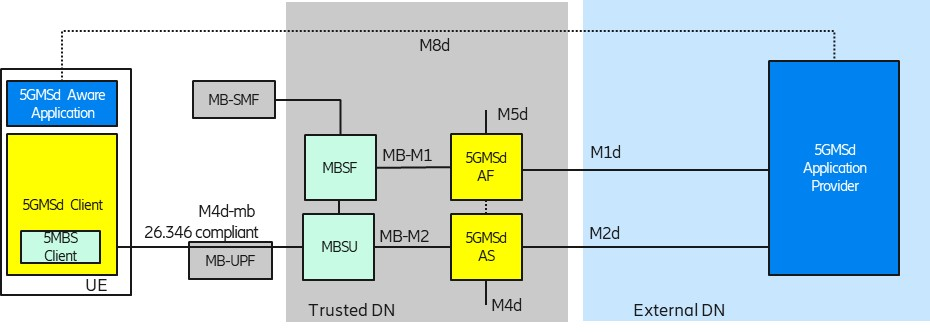 M8d
5GMSd Aware
Application
MB-SMF
M5d
MBSF
MB-M1
5GMSd
AF
M1d
5GMSd
Application
Provider
5GMSd Client
M4d-mb
26.346 compliant
5MBS
Client
MB-UPF
MBSU
MB-M2
5GMSd
AS
M2d
UE
Trusted DN
M4d
External DN